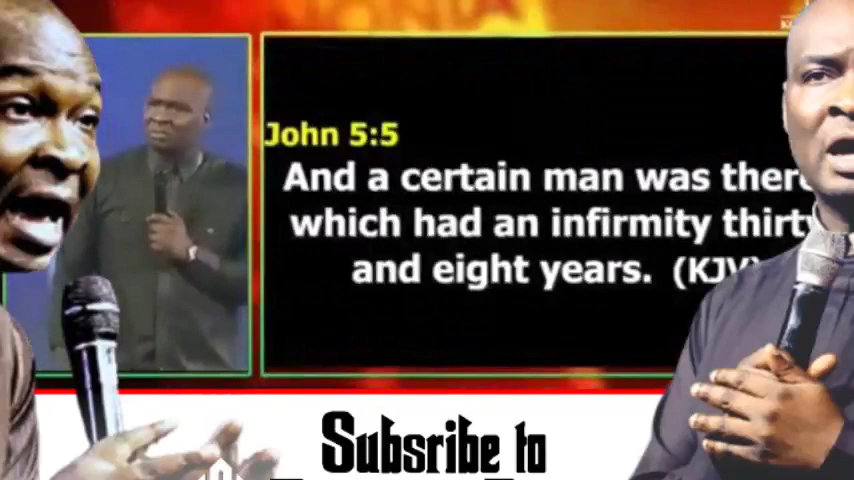 John 5:5
And a certain man was there
which had an infirmity thirty
and eight years. (KJV)
Subsribe to